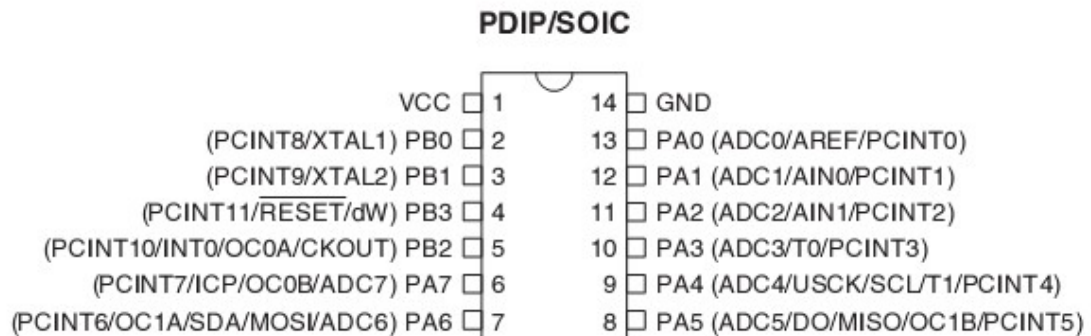 PDIP/SOIC
VCC 1 14 GND
(PCINT8/XTAL1) PB0 2 13 PA0 (ADC0/AREF/PCINT0)
(PCINT9/XTAL2) PB1 3 12 PA1 (ADC1/AIN0/PCINT1)
(PCINT11/RESET/dW) PB3 4 11 PA2 (ADC2/AIN1/PCINT2)
(PCINT10/INT0/OC0A/CKOUT) PB2 5 10 PA3 (ADC3/T0/PCINT3)
(PCINT7/ICP/OC0B/ADC7) PA7 6 9 PA4 (ADC4/USCK/SCL/T1/PCINT4)
(PCINT6/OC1A/SDA/MOSI/ADC6) PA6 7 8 PA5 (ADC5/DO/MISO/OC1B/PCINT5)